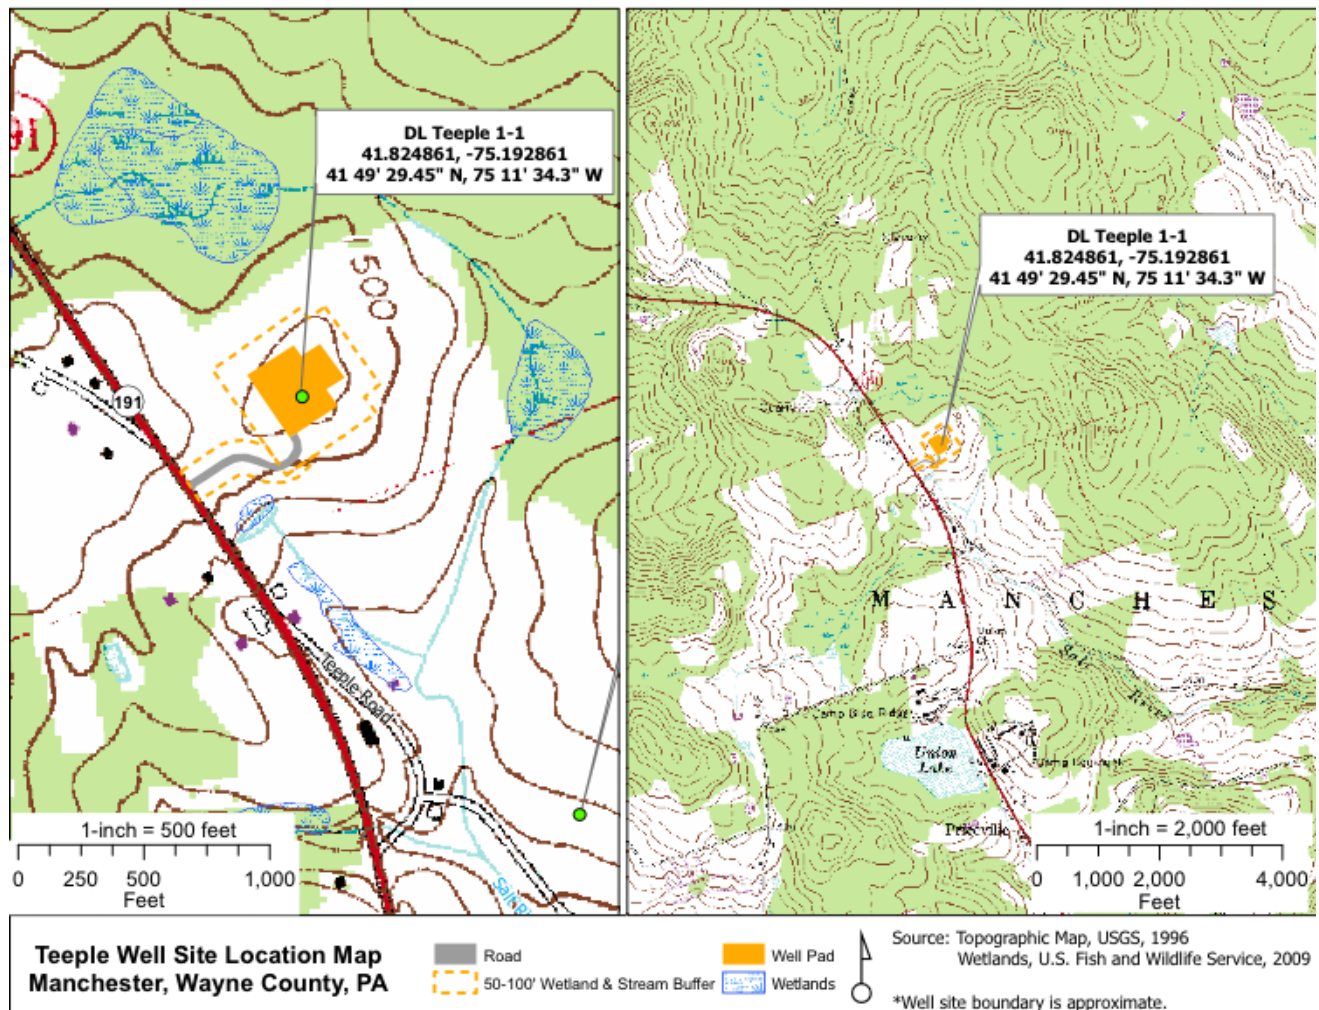 91
DL Teeple 1-1
41.824861, -75.192861
41 49' 29.45" N, 75 11' 34.3" W
1500
191
Teeple Road
1-inch = 500 feet
0 250 500 1,000
Feet
DL Teeple 1-1
41.824861, -75.192861
41 49' 29.45" N, 75 11' 34.3" W
M A N C H E S
Union
Lake
1-inch = 2,000 feet
0 1,000 2,000 4,000
Feet
Teeple Well Site Location Map
Manchester, Wayne County, PA
Road
50-100' Wetland & Stream Buffer
Well Pad
Wetlands
Source: Topographic Map, USGS, 1996
Wetlands, U.S. Fish and Wildlife Service, 2009
*Well site boundary is approximate.